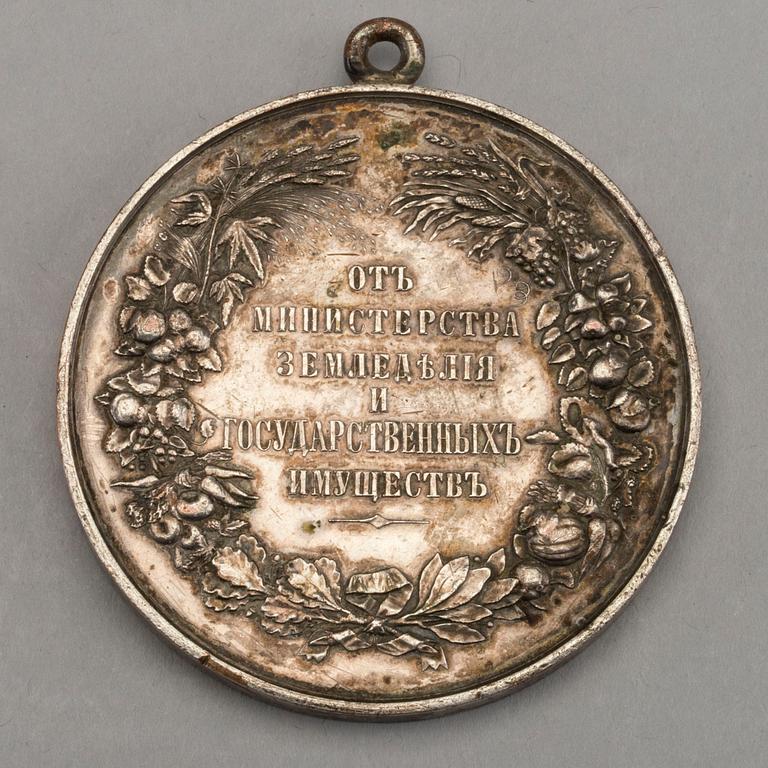 ОТЪ
МИНИСТЕРСТВА
ЗЕМЛЕДѢЛІЯ
И
ГОСУДАРСТВЕННЫХЪ
ИМУЩЕСТВЪ